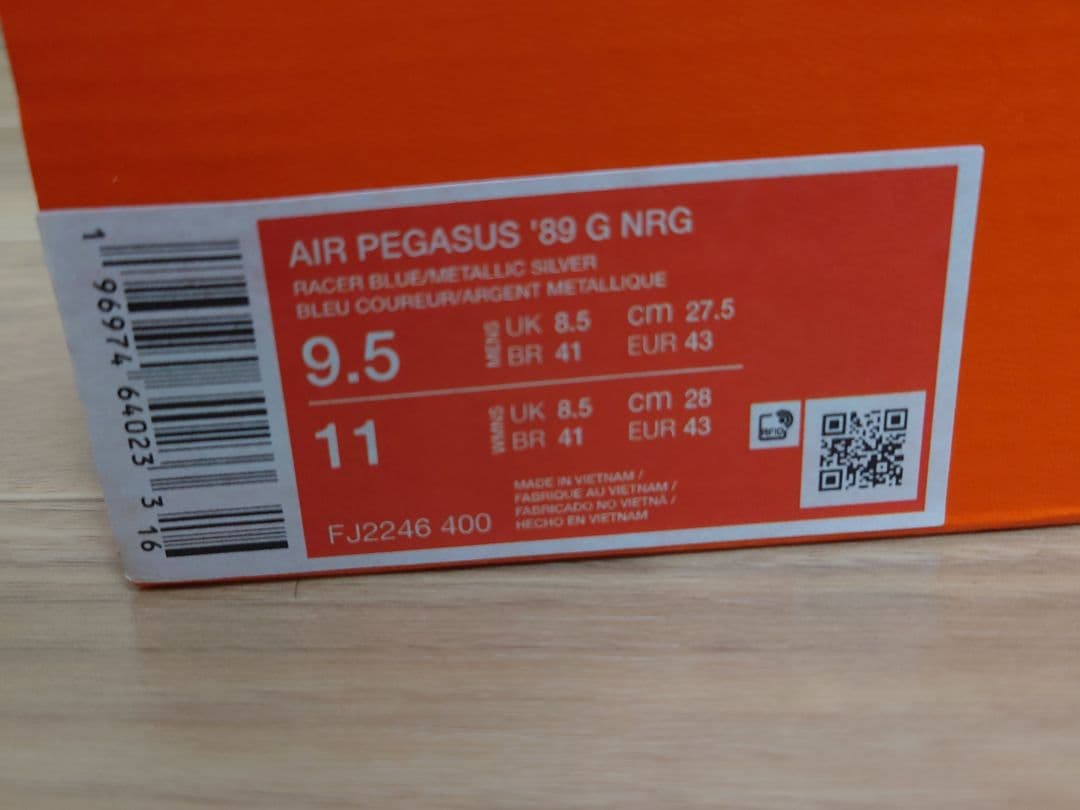 AIR PEGASUS '89 G NRG
RACER BLUE/METALLIC SILVER
BLEU COUREUR/ARGENT METALLIQUE
9.5 MENS UK 8.5 cm 27.5
BR 41 EUR 43
11 WMNS UK 8.5 cm 28
BR 41 EUR 43
MADE IN VIETNAM /
FABRIQUE AU VIETNAM /
FABRICADO NO VIETNÃ /
HECHO EN VIETNAM
FJ2246 400
RFID
1 96974 64023 3 16